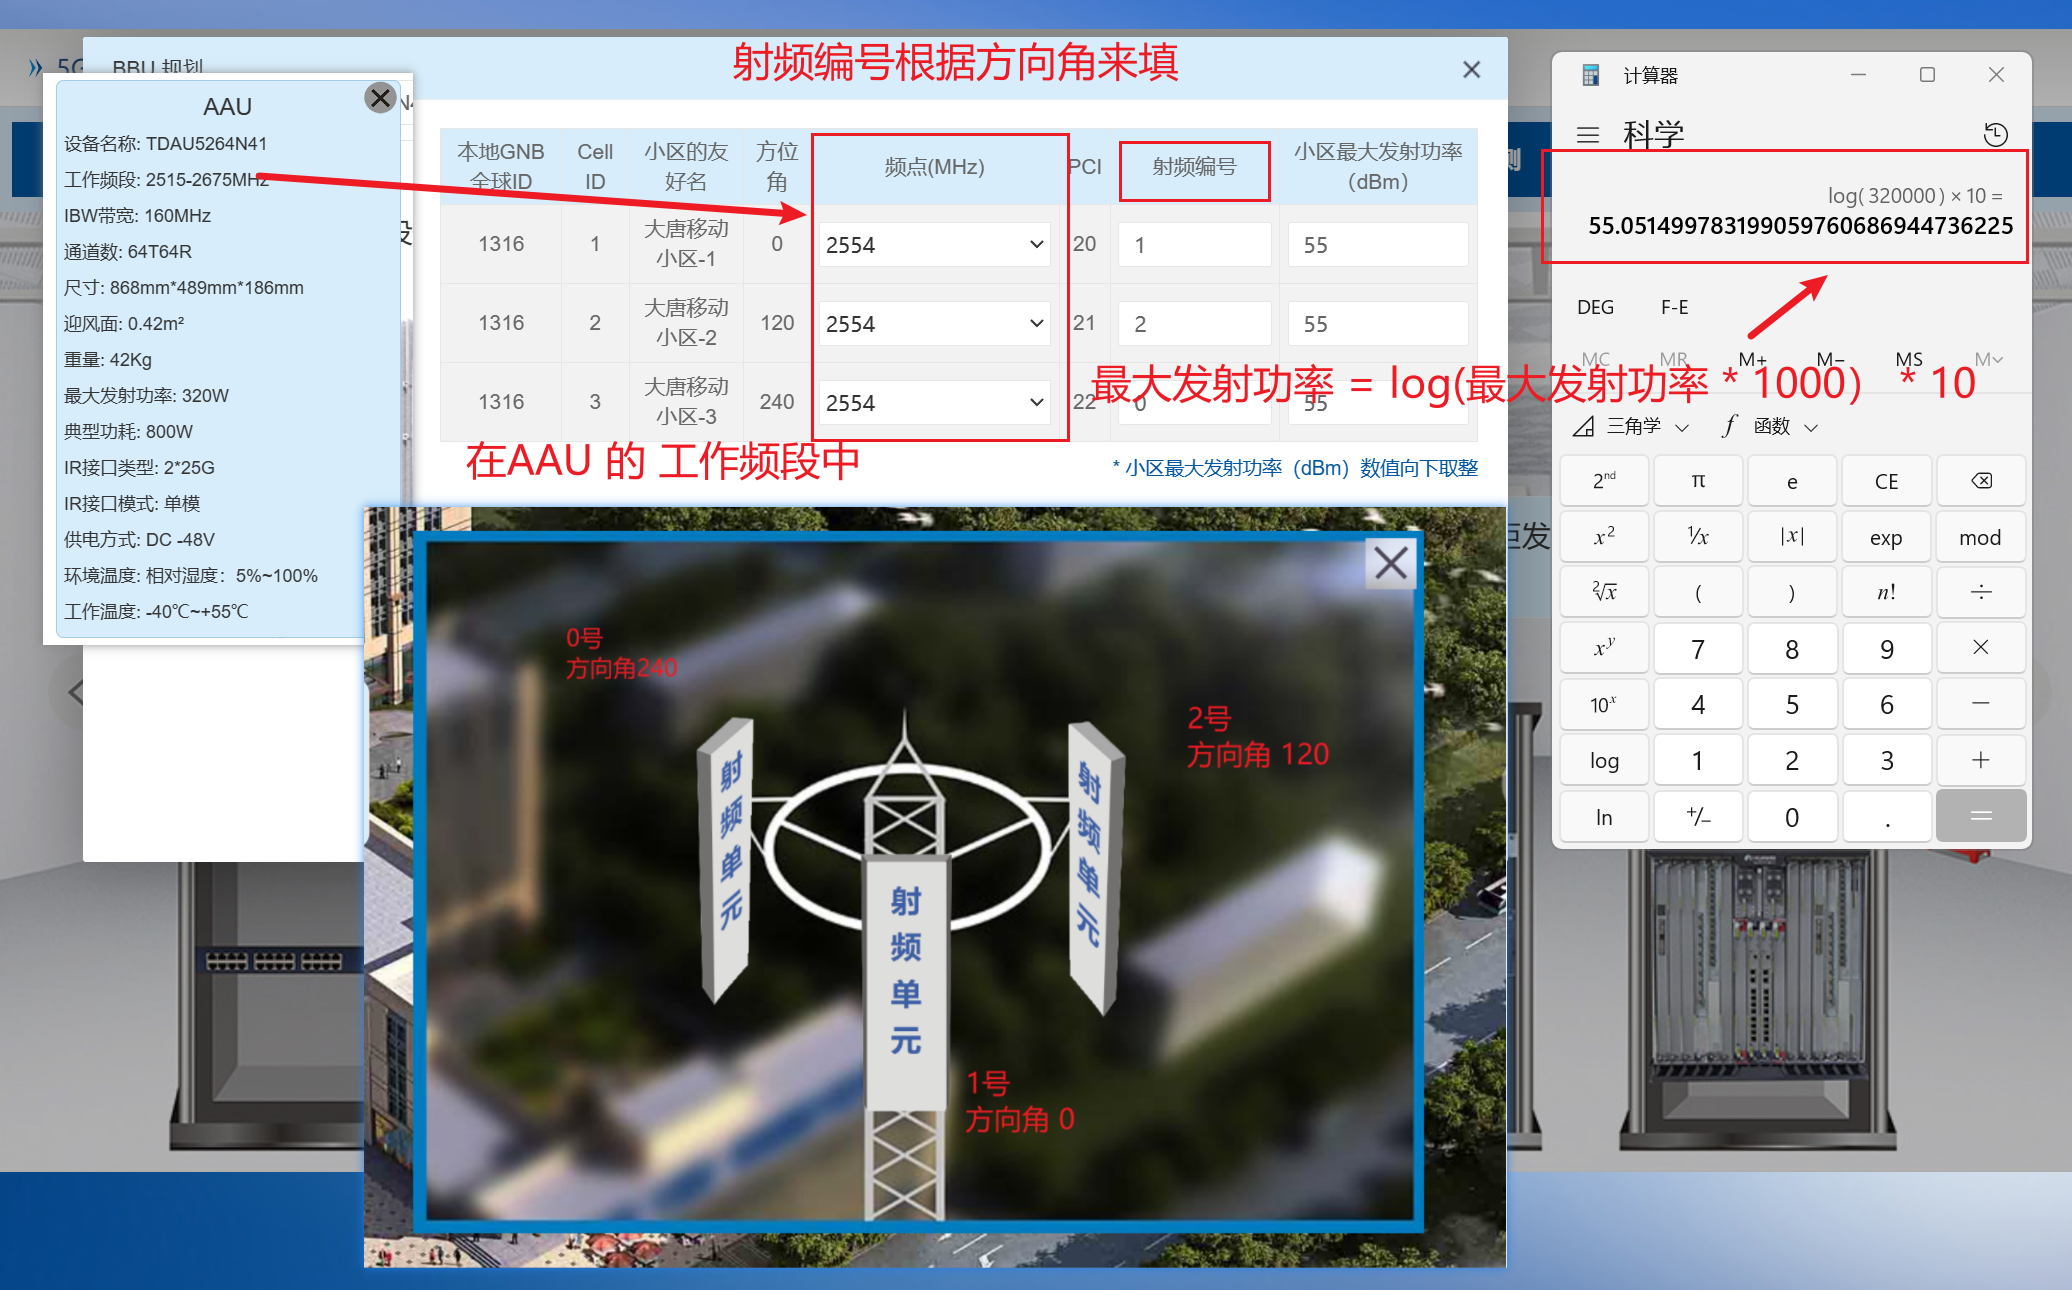 射频编号根据方向角来填
5G
BBU 规划
AAU
设备名称: TDAU5264N41
工作频段: 2515-2675MHz
IBW带宽: 160MHz
通道数: 64T64R
尺寸: 868mm*489mm*186mm
迎风面: 0.42m²
重量: 42Kg
最大发射功率: 320W
典型功耗: 800W
IR接口类型: 2*25G
IR接口模式: 单模
供电方式: DC -48V
环境温度: 相对湿度：5%~100%
工作温度: -40℃~+55℃
本地GNB全球ID Cell ID 小区的友好名 方位角 频点(MHz) PCI 射频编号 小区最大发射功率（dBm）
1316 1 大唐移动小区-1 0 2554 20 1 55
1316 2 大唐移动小区-2 120 2554 21 2 55
1316 3 大唐移动小区-3 240 2554 22 0 55
* 小区最大发射功率（dBm）数值向下取整
最大发射功率 = log(最大发射功率 * 1000） * 10
在AAU 的 工作频段中
0号
方向角240
2号
方向角 120
1号
方向角 0
射频单元
射频单元
射频单元
计算器
科学
log( 320000 ) × 10 =
55.051499783199059760686944736225
DEG F-E
MC MR M+ M- MS M
三角学 f 函数
2nd π e CE
x² ¹/x |x| exp mod
²√x ( ) n! ÷
xʸ 7 8 9 ×
10ˣ 4 5 6 −
log 1 2 3 +
ln +/− 0 . =